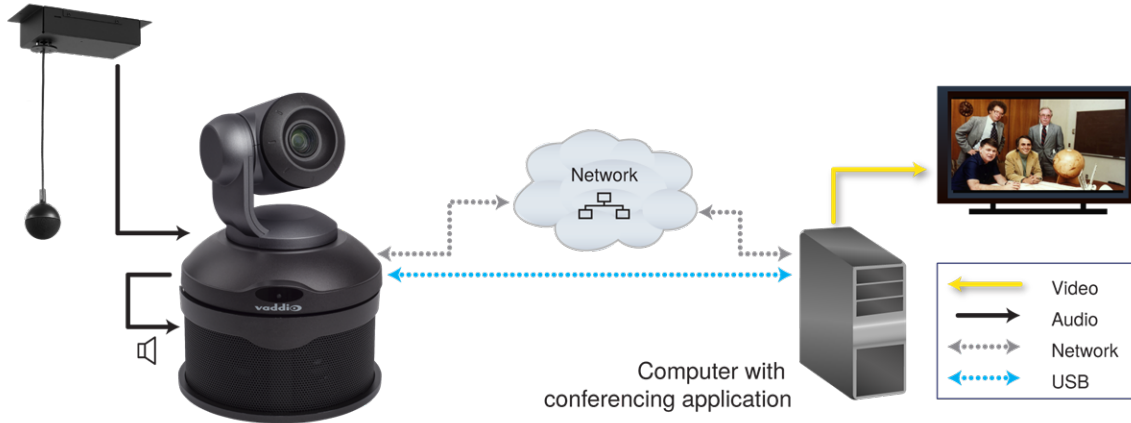 Network
vaddio
Computer with
conferencing application
Video
Audio
Network
USB